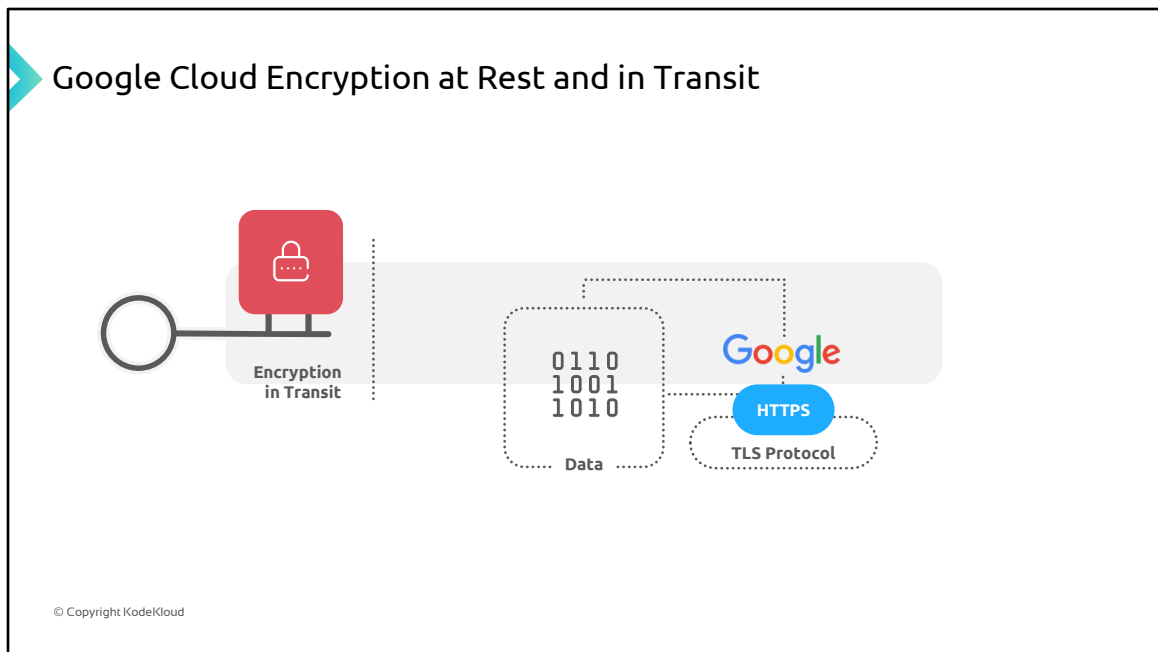 Google Cloud Encryption at Rest and in Transit
Encryption
in Transit
0110
1001
1010
Data
Google
HTTPS
TLS Protocol
© Copyright KodeKloud